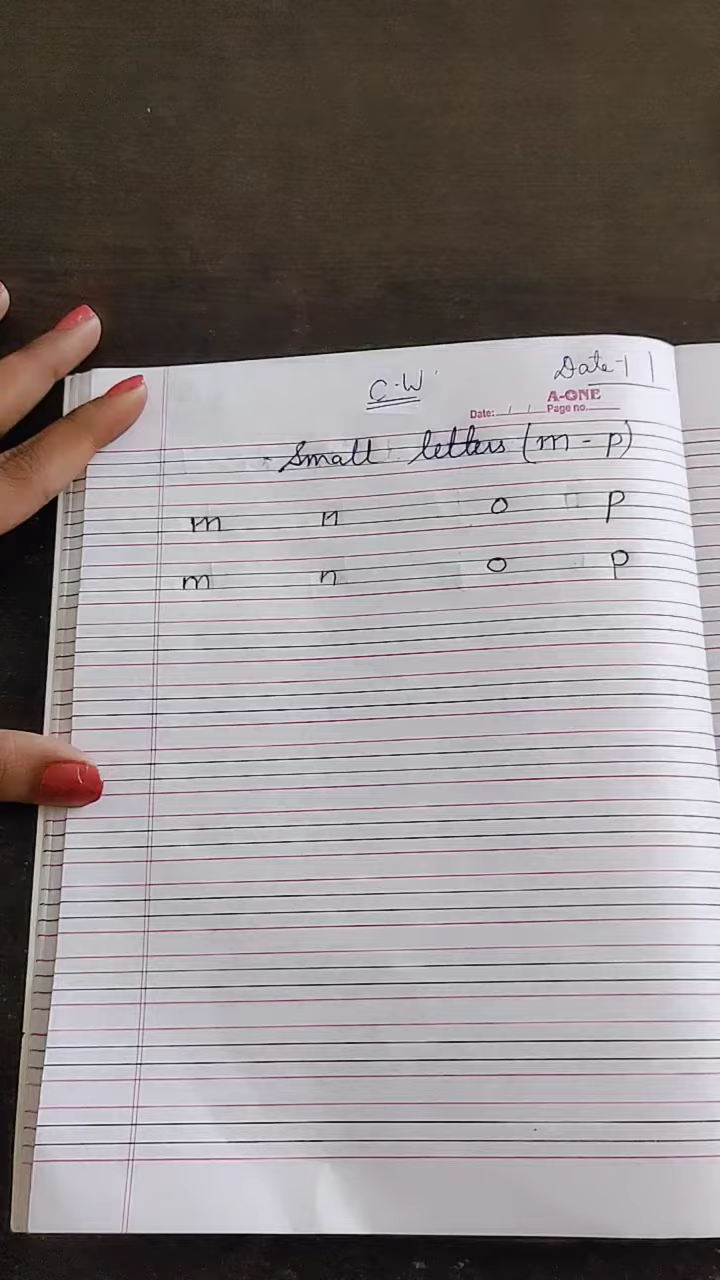 C.W
Date-| |
A-ONE
Date: / / Page no.
Small letters (m - p)
m n o p
m n o p